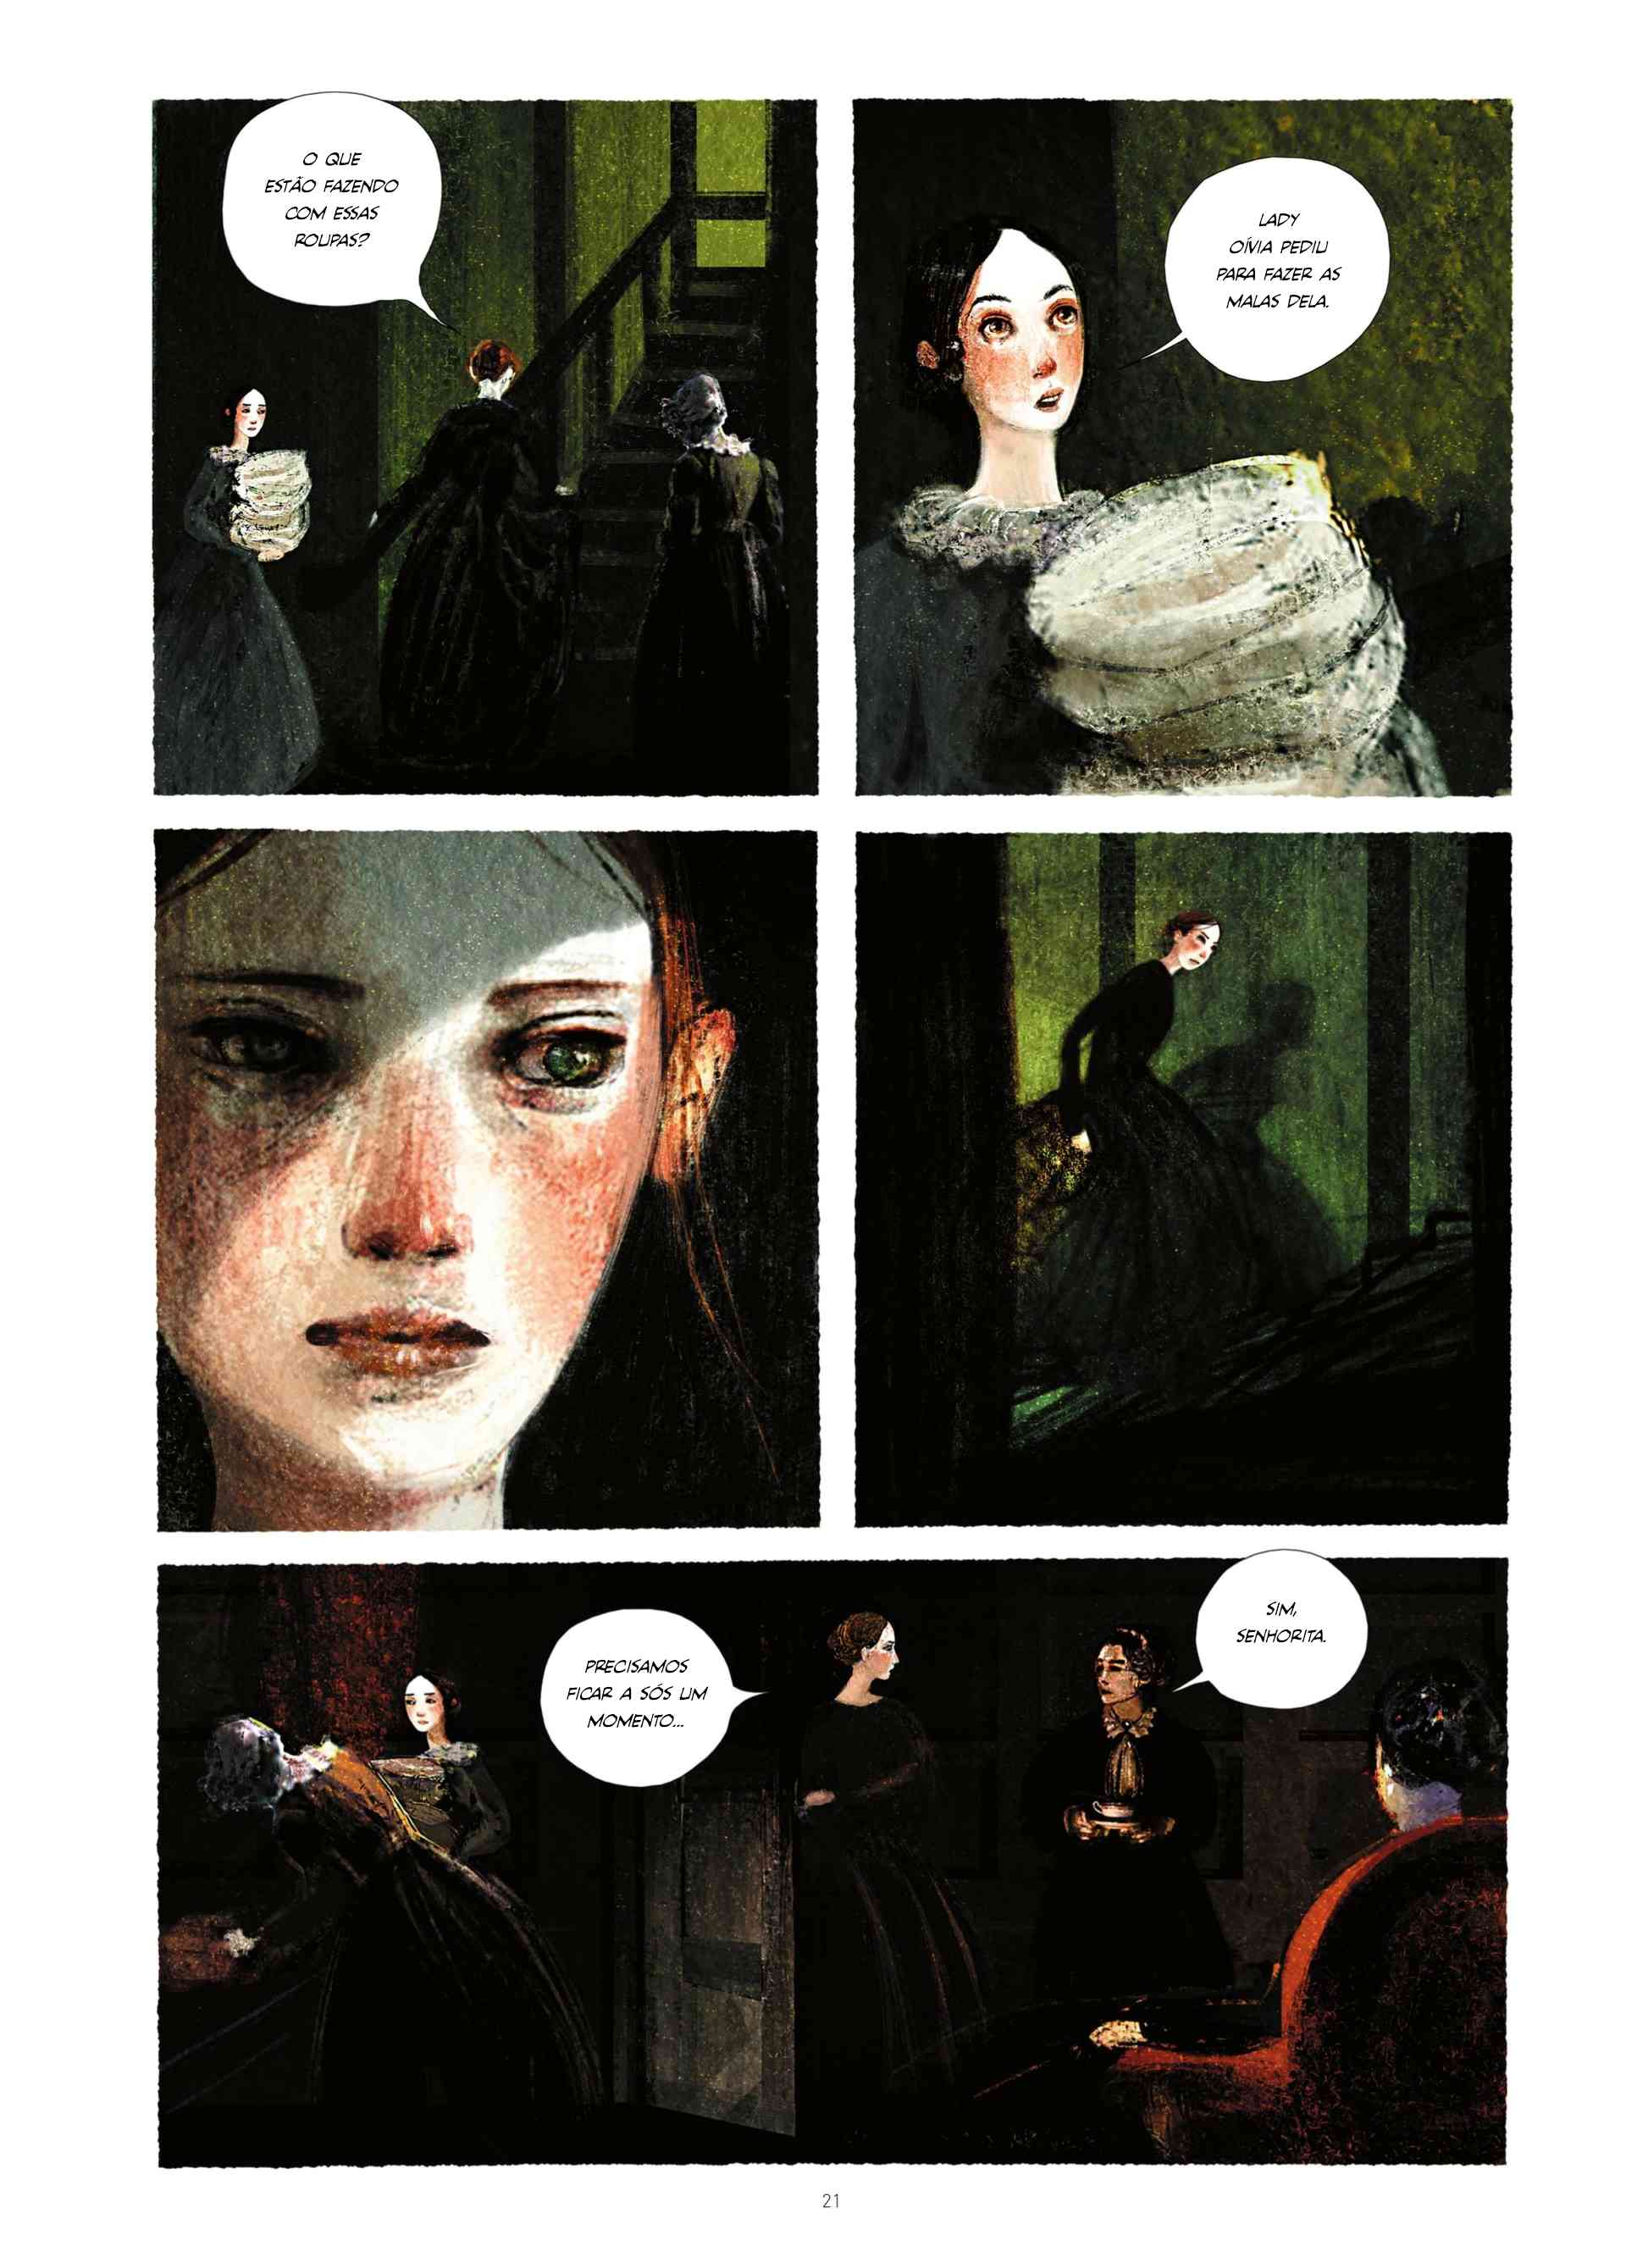 O QUE
ESTÃO FAZENDO
COM ESSAS
ROUPAS?
LADY
OÍVIA PEDIU
PARA FAZER AS
MALAS DELA.
PRECISAMOS
FICAR A SÓS UM
MOMENTO...
SIM,
SENHORITA.
21